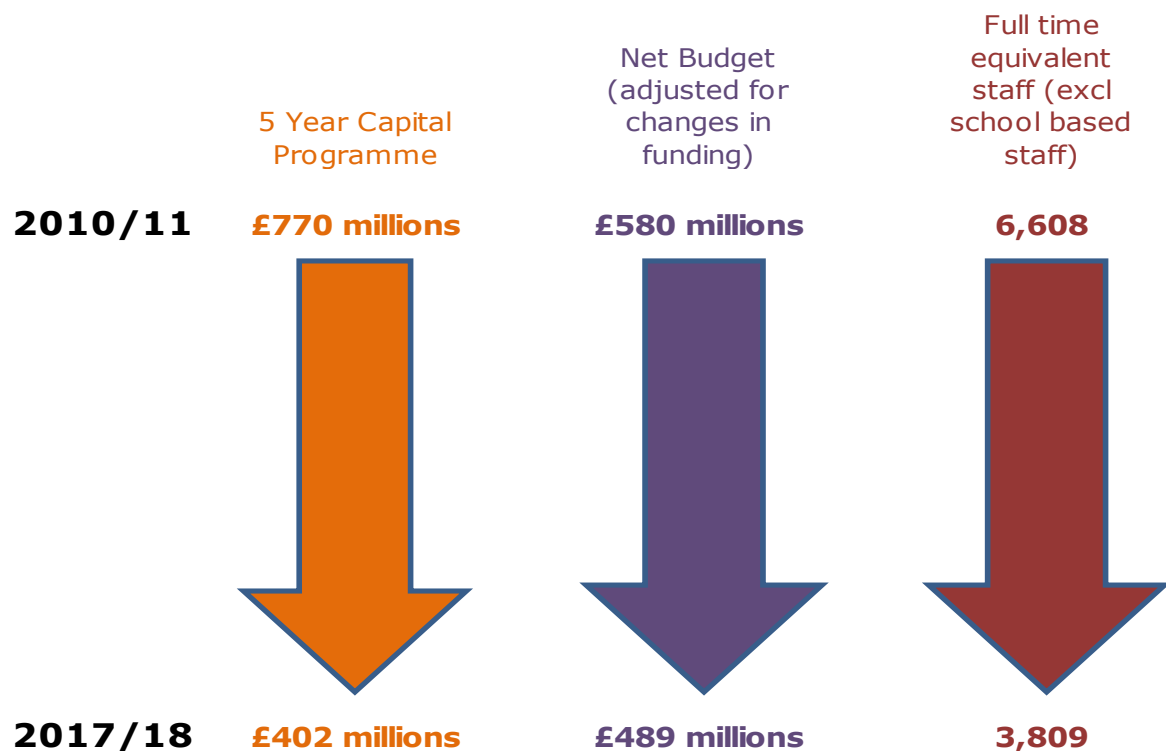 5 Year Capital
Programme
Net Budget
(adjusted for
changes in
funding)
Full time
equivalent
staff (excl
school based
staff)
2010/11 £770 millions £580 millions 6,608
2017/18 £402 millions £489 millions 3,809